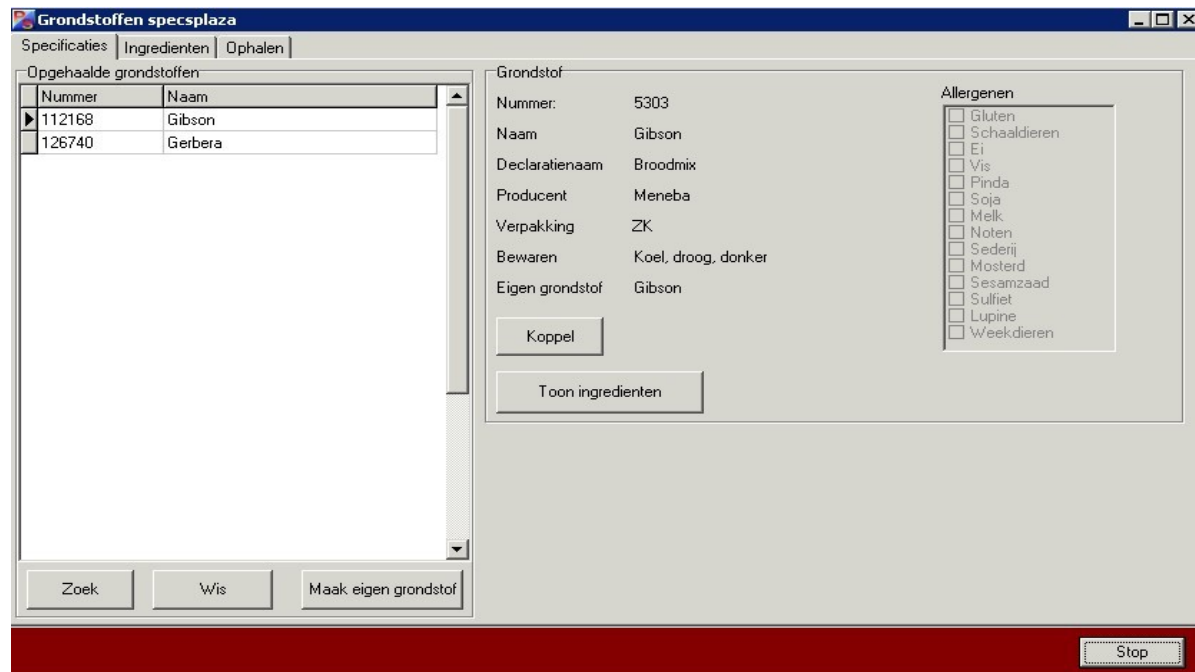 Grondstoffen specsplaza
Specificaties Ingredienten Ophalen
Opgehaalde grondstoffen
Nummer Naam
112168 Gibson
126740 Gerbera
Zoek Wis Maak eigen grondstof
Grondstof
Nummer: 5303
Naam Gibson
Declaratienaam Broodmix
Producent Meneba
Verpakking ZK
Bewaren Koel, droog, donker
Eigen grondstof Gibson
Koppel
Toon ingredienten
Allergenen
Gluten
Schaaldieren
Ei
Vis
Pinda
Soja
Melk
Noten
Sederij
Mosterd
Sesamzaad
Sulfiet
Lupine
Weekdieren
Stop